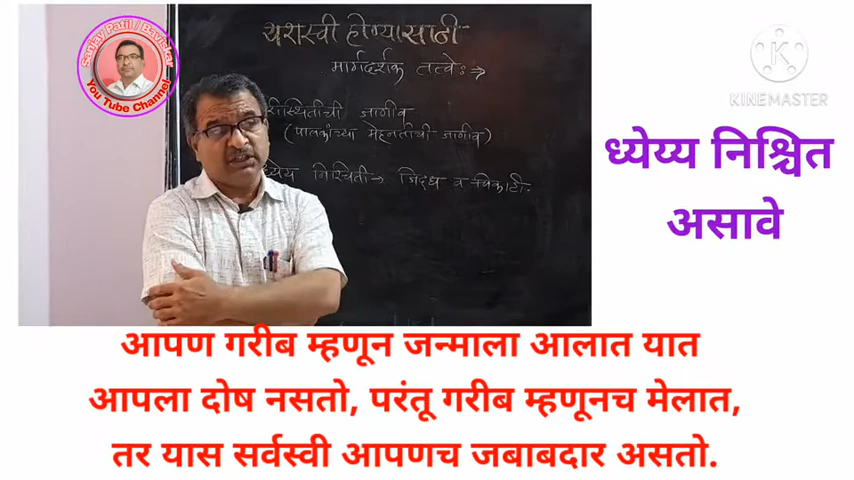 Sanjay Patil / Baviskar
You Tube Channel
यशस्वी होण्यासाठी
मार्गदर्शक तत्वे :→
रीस्थितीची जाणीव
(पालकांच्या मेहनतीची जाणीव)
ध्येय निश्चिती→ जिद्द व चिकाटी.
KINEMASTER
ध्येय्य निश्चित
असावे
आपण गरीब म्हणून जन्माला आलात यात
आपला दोष नसतो, परंतू गरीब म्हणूनच मेलात,
तर यास सर्वस्वी आपणच जबाबदार असतो.